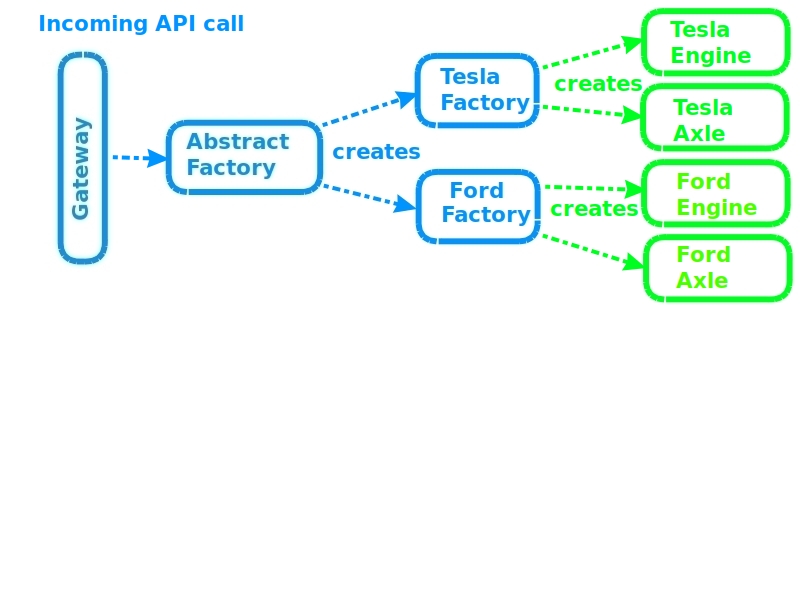 Incoming API call
Gateway
Abstract
Factory
creates
Tesla
Factory
Ford
Factory
creates
creates
Tesla
Engine
Tesla
Axle
Ford
Engine
Ford
Axle